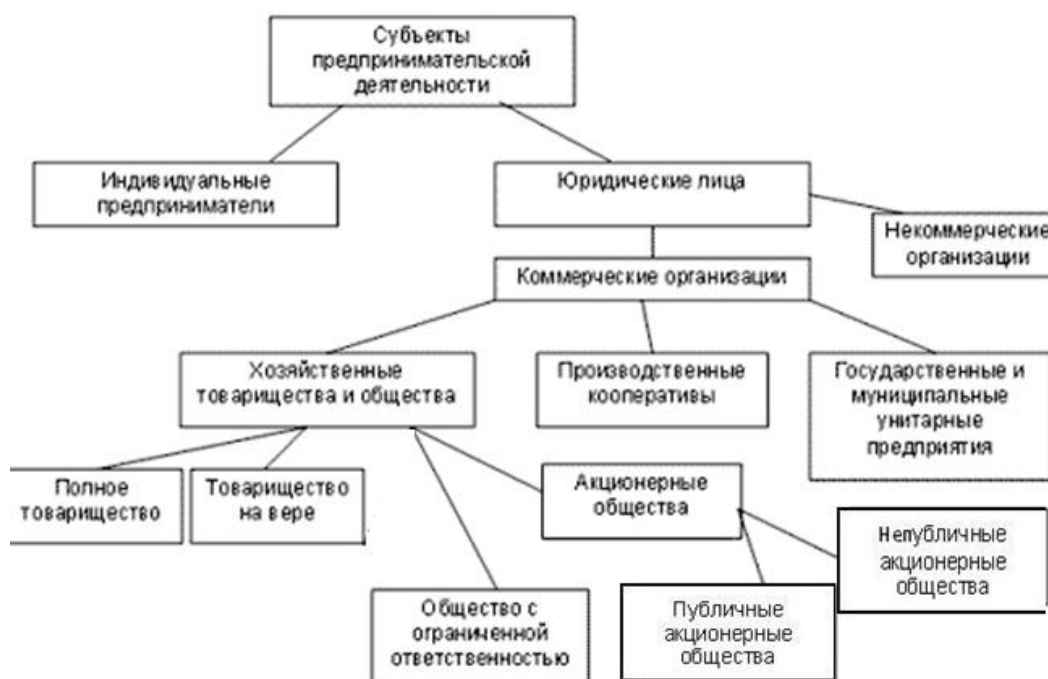 Субъекты
предпринимательской
деятельности
Индивидуальные
предприниматели
Юридические лица
Некоммерческие
организации
Коммерческие организации
Хозяйственные
товарищества и общества
Производственные
кооперативы
Государственные и
муниципальные
унитарные
предприятия
Полное
товарищество
Товарищество
на вере
Акционерные
общества
Непубличные
акционерные
общества
Общество с
ограниченной
ответственностью
Публичные
акционерные
общества